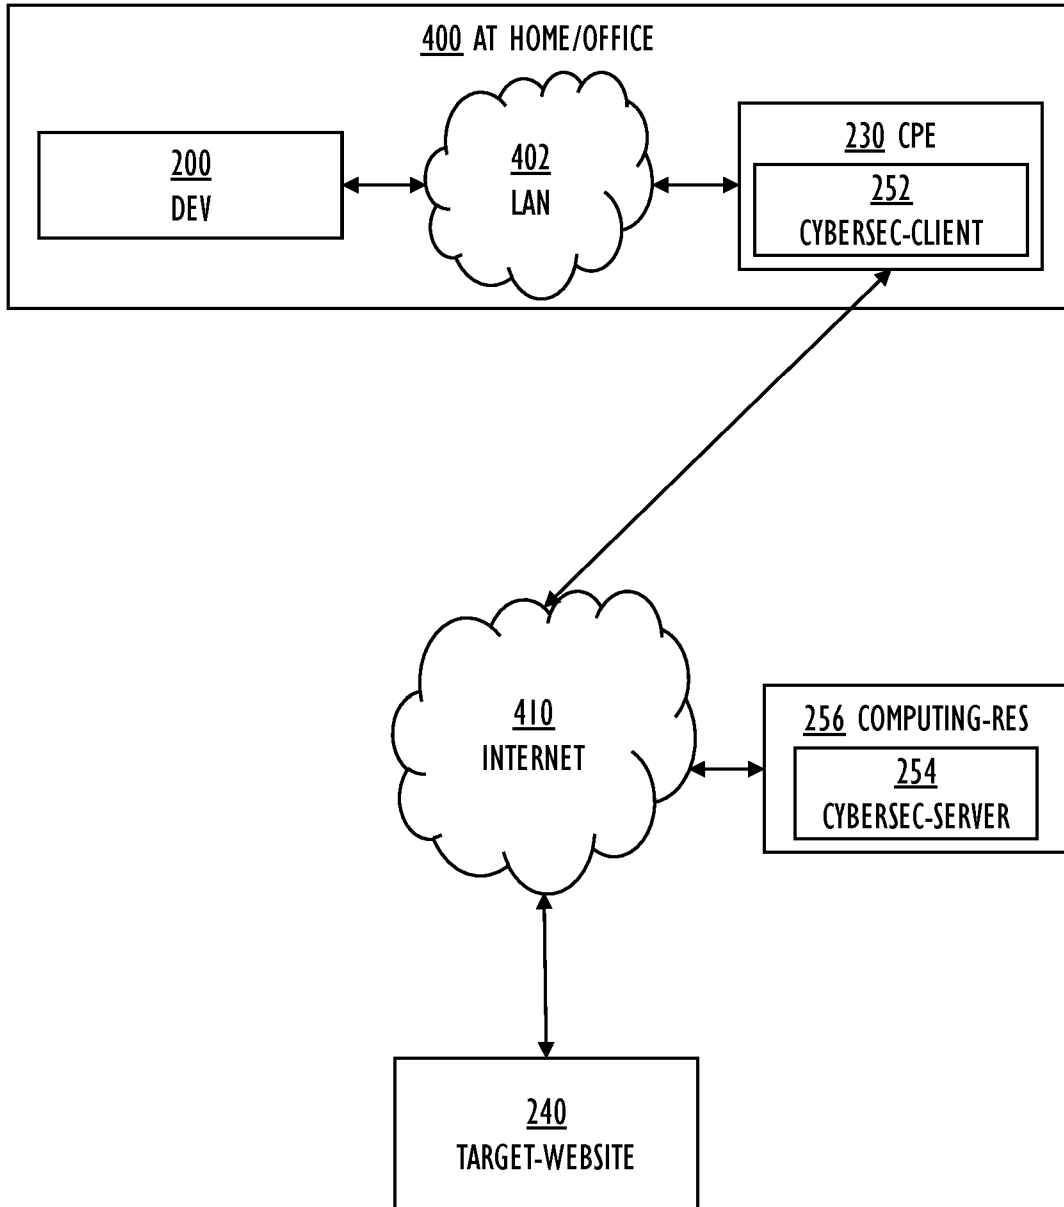 400 AT HOME/OFFICE
200
DEV
402
LAN
230 CPE
252
CYBERSEC-CLIENT
410
INTERNET
256 COMPUTING-RES
254
CYBERSEC-SERVER
240
TARGET-WEBSITE